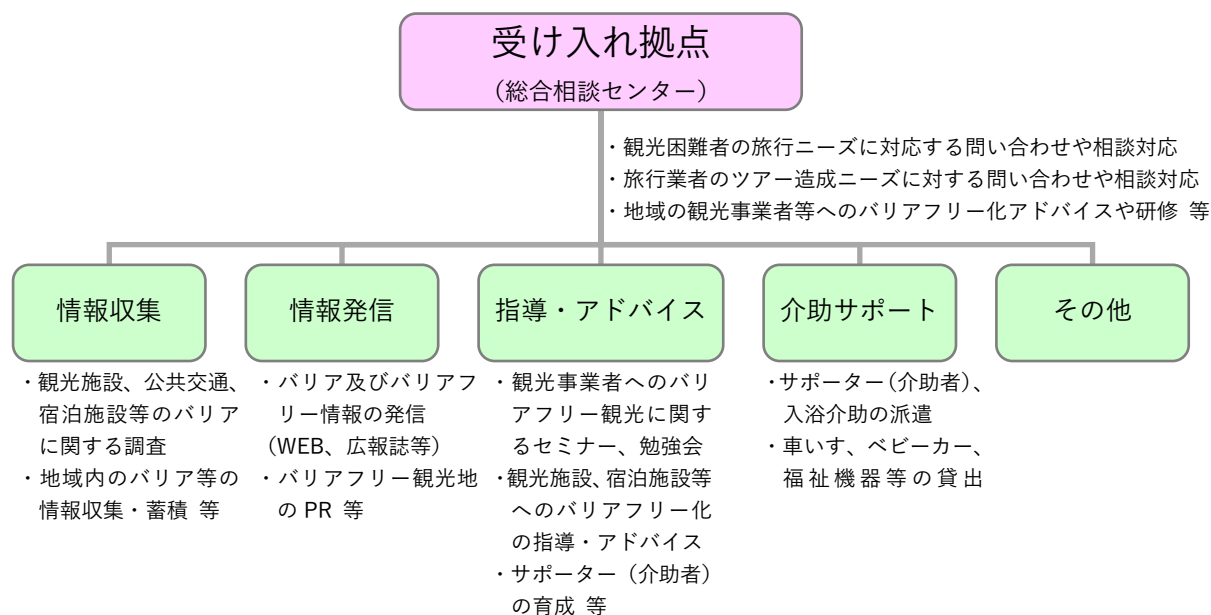 受け入れ拠点
（総合相談センター）
・観光困難者の旅行ニーズに対応する問い合わせや相談対応
・旅行業者のツアー造成ニーズに対する問い合わせや相談対応
・地域の観光事業者等へのバリアフリー化アドバイスや研修 等
情報収集
・観光施設、公共交通、
宿泊施設等のバリア
に関する調査
・地域内のバリア等の
情報収集・蓄積 等
情報発信
・バリア及びバリアフ
リー情報の発信
（WEB、広報誌等）
・バリアフリー観光地
の PR 等
指導・アドバイス
・観光事業者へのバリ
アフリー観光に関す
るセミナー、勉強会
・観光施設、宿泊施設等
へのバリアフリー化
の指導・アドバイス
・サポーター（介助者）
の育成 等
介助サポート
・サポーター（介助者）、
入浴介助の派遣
・車いす、ベビーカー、
福祉機器等の貸出
その他